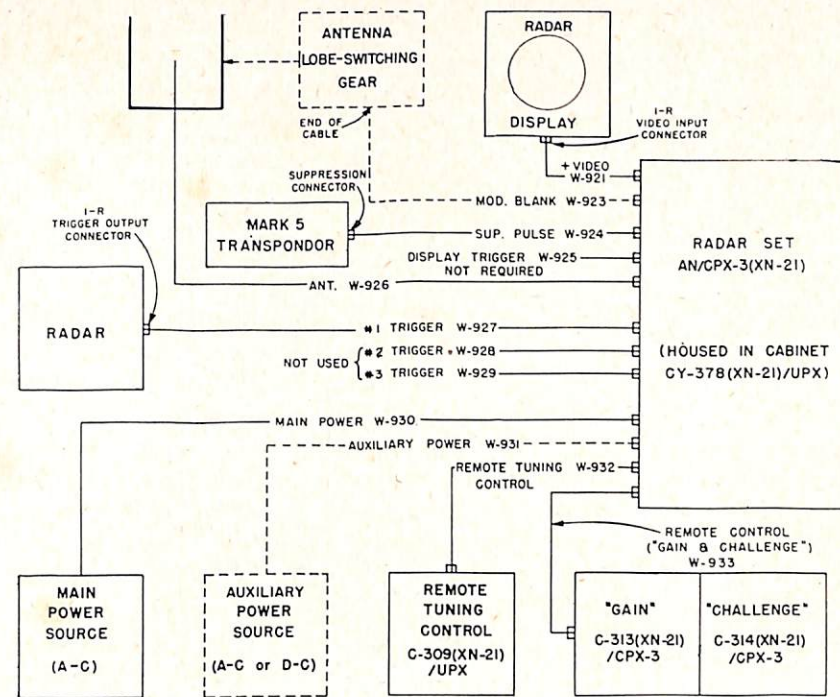 ANTENNA
LOBE-SWITCHING
GEAR
END OF
CABLE
RADAR
DISPLAY
I-R
VIDEO INPUT
CONNECTOR
+ VIDEO
W-921
SUPPRESSION
CONNECTOR
MOD. BLANK W-923
MARK 5
TRANSPONDOR
SUP. PULSE W-924
DISPLAY TRIGGER W-925
NOT REQUIRED
ANT. W-926
I-R
TRIGGER OUTPUT
CONNECTOR
RADAR
RADAR SET
AN/CPX-3(XN-21)
(HOUSED IN CABINET
CY-378(XN-21)/UPX)
#1 TRIGGER W-927
NOT USED
#2 TRIGGER W-928
#3 TRIGGER W-929
MAIN POWER W-930
AUXILIARY POWER W-931
REMOTE TUNING W-932
CONTROL
REMOTE CONTROL
("GAIN & CHALLENGE")
W-933
MAIN
POWER
SOURCE
(A-C)
AUXILIARY
POWER
SOURCE
(A-C or D-C)
REMOTE
TUNING
CONTROL
C-309(XN-21)
/UPX
"GAIN"
C-313(XN-21)
/CPX-3
"CHALLENGE"
C-314(XN-21)
/CPX-3